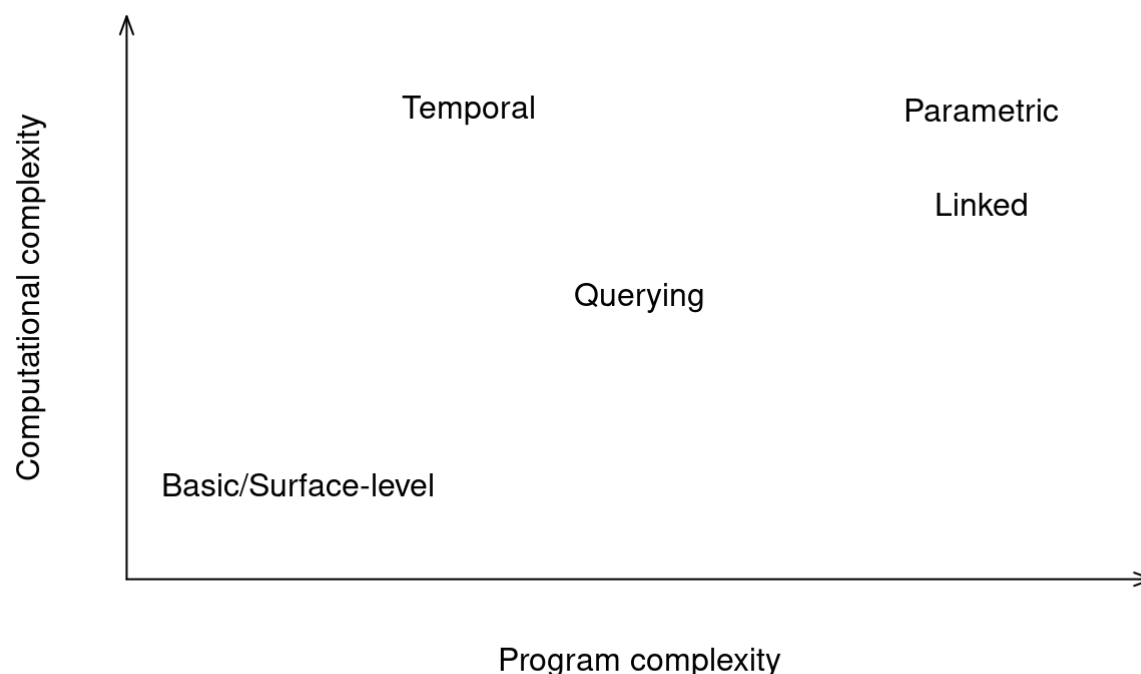 Temporal
Parametric
Linked
Querying
Basic/Surface-level
Computational complexity
Program complexity